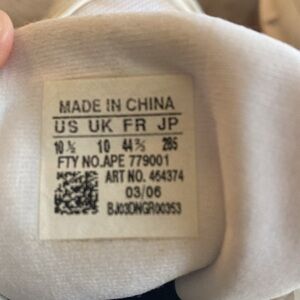 MADE IN CHINA
US UK FR JP
10 ½ 10 44 ⅔ 285
FTY NO.APE 779001
ART NO. 464374
03/06
BJ03DNGR00353